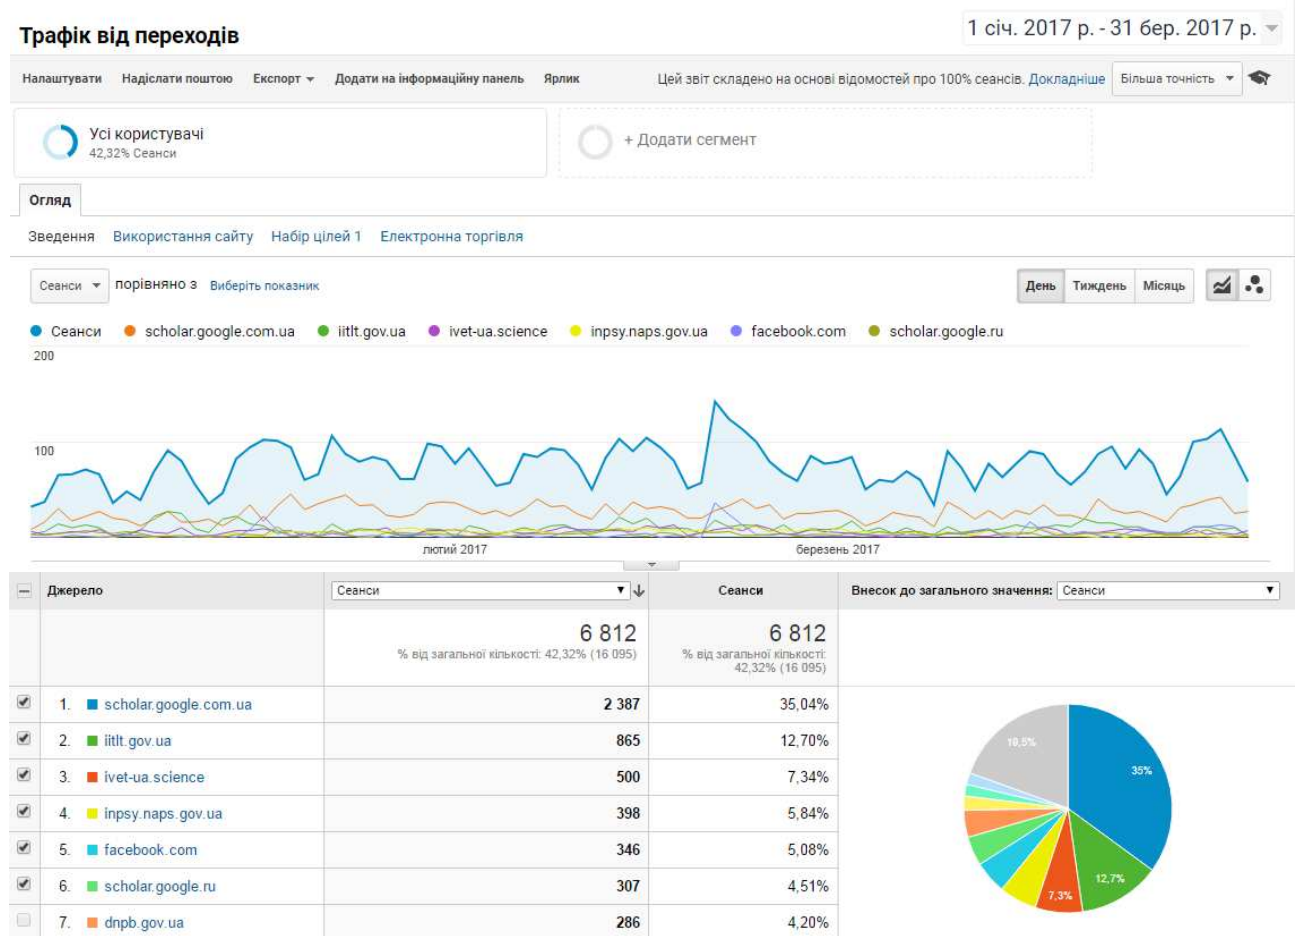 Трафік від переходів
1 січ. 2017 р. - 31 бер. 2017 р.
Налаштувати Надіслати поштою Експорт Додати на інформаційну панель Ярлик Цей звіт складено на основі відомостей про 100% сеансів. Докладніше Більша точність
Усі користувачі
42,32% Сеанси
+ Додати сегмент
Огляд
Зведення Використання сайту Набір цілей 1 Електронна торгівля
Сеанси порівняно з Виберіть показник День Тиждень Місяць
Сеанси scholar.google.com.ua iitlt.gov.ua ivet-ua.science inpsy.naps.gov.ua facebook.com scholar.google.ru
200
100
лютий 2017 березень 2017
Джерело Сеанси Сеанси Внесок до загального значення: Сеанси
6 812 6 812
% від загальної кількості: 42,32% (16 095) % від загальної кількості:
42,32% (16 095)
1. scholar.google.com.ua 2 387 35,04%
2. iitlt.gov.ua 865 12,70%
3. ivet-ua.science 500 7,34%
4. inpsy.naps.gov.ua 398 5,84%
5. facebook.com 346 5,08%
6. scholar.google.ru 307 4,51%
7. dnpb.gov.ua 286 4,20%
35%
12,7%
7,3%